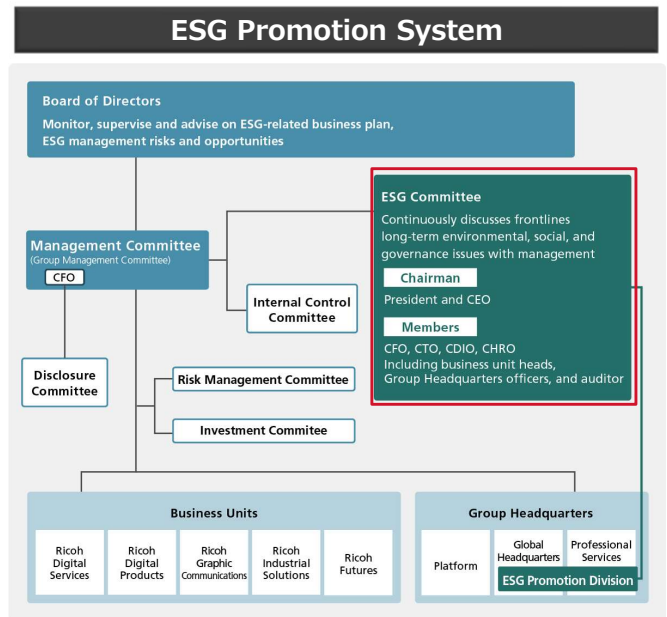 ESG Promotion System
Board of Directors
Monitor, supervise and advise on ESG-related business plan,
ESG management risks and opportunities
ESG Committee
Continuously discusses frontlines
long-term environmental, social, and
governance issues with management
Chairman
President and CEO
Members
CFO, CTO, CDIO, CHRO
Including business unit heads,
Group Headquarters officers, and auditor
Management Committee
(Group Management Committee)
CFO
Internal Control
Committee
Disclosure
Committee
Risk Management Committee
Investment Commitee
Business Units
Ricoh
Digital
Services
Ricoh
Digital
Products
Ricoh
Graphic
Communications
Ricoh
Industrial
Solutions
Ricoh
Futures
Group Headquarters
Platform
Global
Headquarters
Professional
Services
ESG Promotion Division